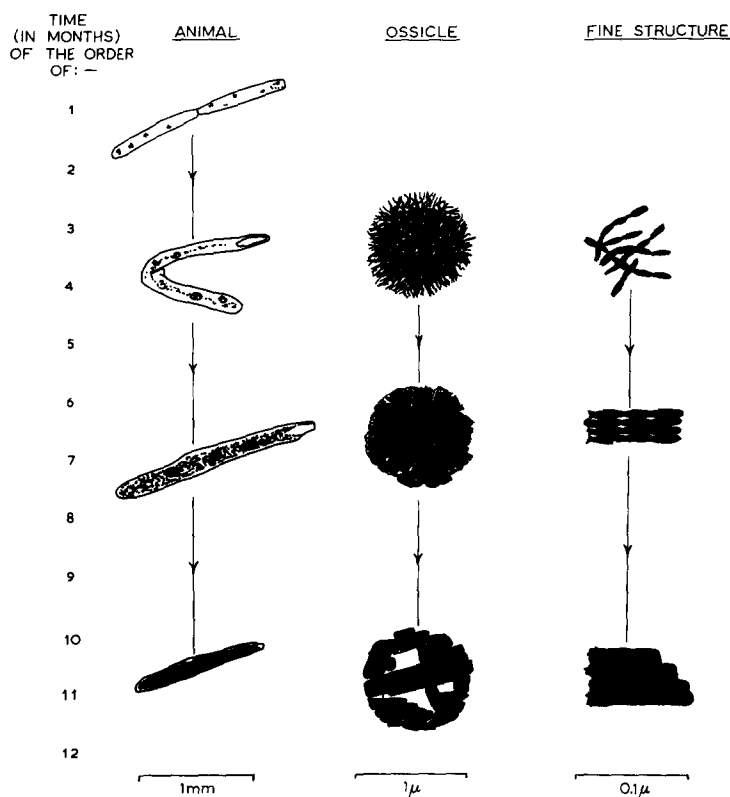 TIME
(IN MONTHS)
OF THE ORDER
OF: —
ANIMAL
OSSICLE
FINE STRUCTURE
1
2
3
4
5
6
7
8
9
10
11
12
1mm
1μ
0.1μ